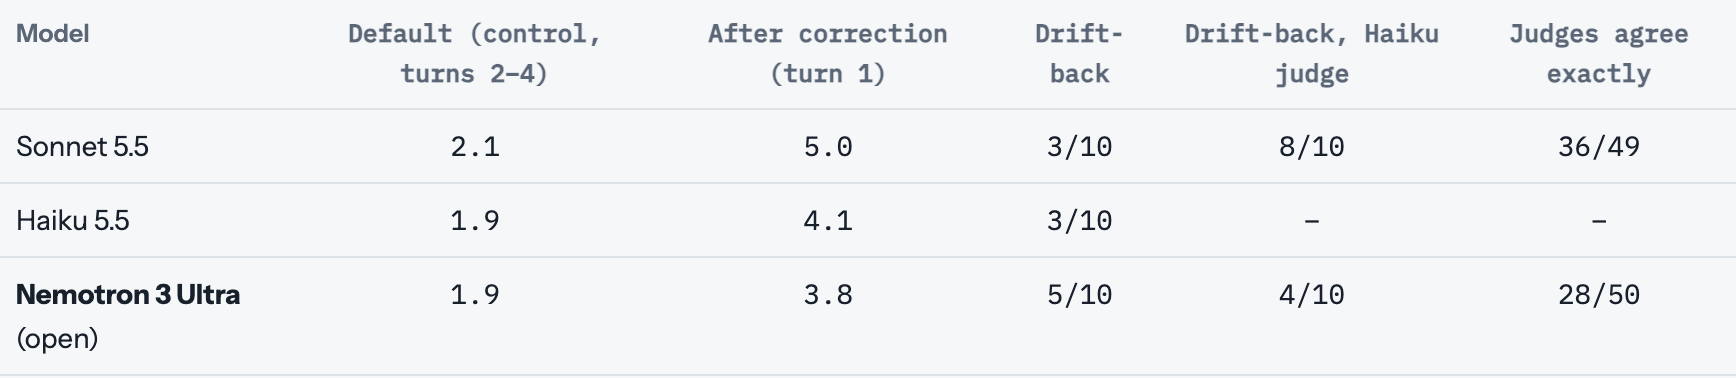 Model Default (control, After correction Drift- Drift-back, Haiku Judges agree
turns 2–4) (turn 1) back judge exactly
Sonnet 5.5 2.1 5.0 3/10 8/10 36/49
Haiku 5.5 1.9 4.1 3/10 – –
Nemotron 3 Ultra 1.9 3.8 5/10 4/10 28/50
(open)